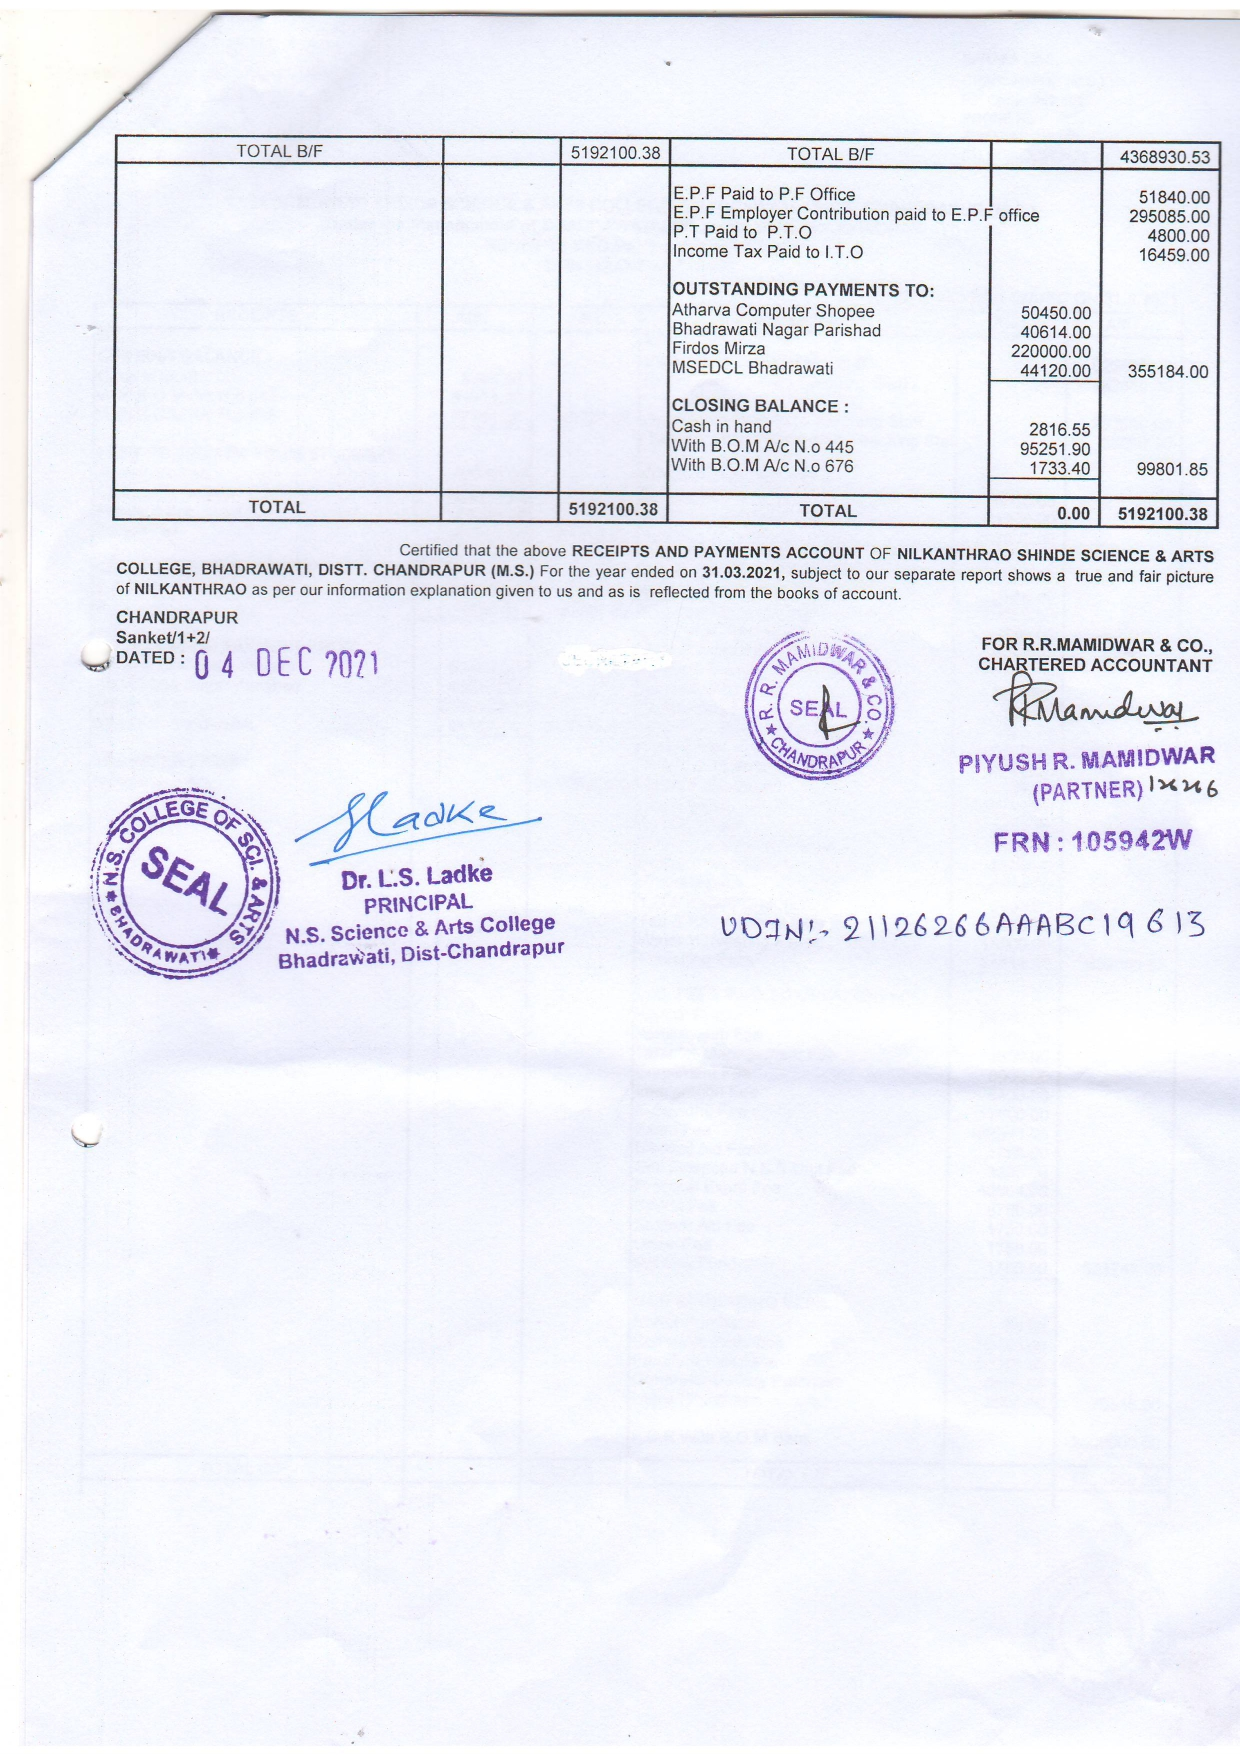 TOTAL B/F 5192100.38 TOTAL B/F 4368930.53
E.P.F Paid to P.F Office 51840.00
E.P.F Employer Contribution paid to E.P.F office 295085.00
P.T Paid to P.T.O 4800.00
Income Tax Paid to I.T.O 16459.00
OUTSTANDING PAYMENTS TO:
Atharva Computer Shopee 50450.00
Bhadrawati Nagar Parishad 40614.00
Firdos Mirza 220000.00
MSEDCL Bhadrawati 44120.00 355184.00
CLOSING BALANCE :
Cash in hand 2816.55
With B.O.M A/c N.o 445 95251.90
With B.O.M A/c N.o 676 1733.40 99801.85
TOTAL 5192100.38 TOTAL 0.00 5192100.38
Certified that the above RECEIPTS AND PAYMENTS ACCOUNT OF NILKANTHRAO SHINDE SCIENCE & ARTS
COLLEGE, BHADRAWATI, DISTT. CHANDRAPUR (M.S.) For the year ended on 31.03.2021, subject to our separate report shows a true and fair picture
of NILKANTHRAO as per our information explanation given to us and as is reflected from the books of account.
CHANDRAPUR
Sanket/1+2/
DATED : 04 DEC 2021
R. R. MAMIDWAR & CO.
SEAL
★ CHANDRAPUR ★
FOR R.R.MAMIDWAR & CO.,
CHARTERED ACCOUNTANT
RMamidwar
PIYUSH R. MAMIDWAR
(PARTNER)
FRN : 105942W
N.S. COLLEGE OF SCI. & ARTS
SEAL
★ BHADRAWATI ★
Ladke
Dr. L.S. Ladke
PRINCIPAL
N.S. Science & Arts College
Bhadrawati, Dist-Chandrapur
UDIN:- 21126266AAABC19613